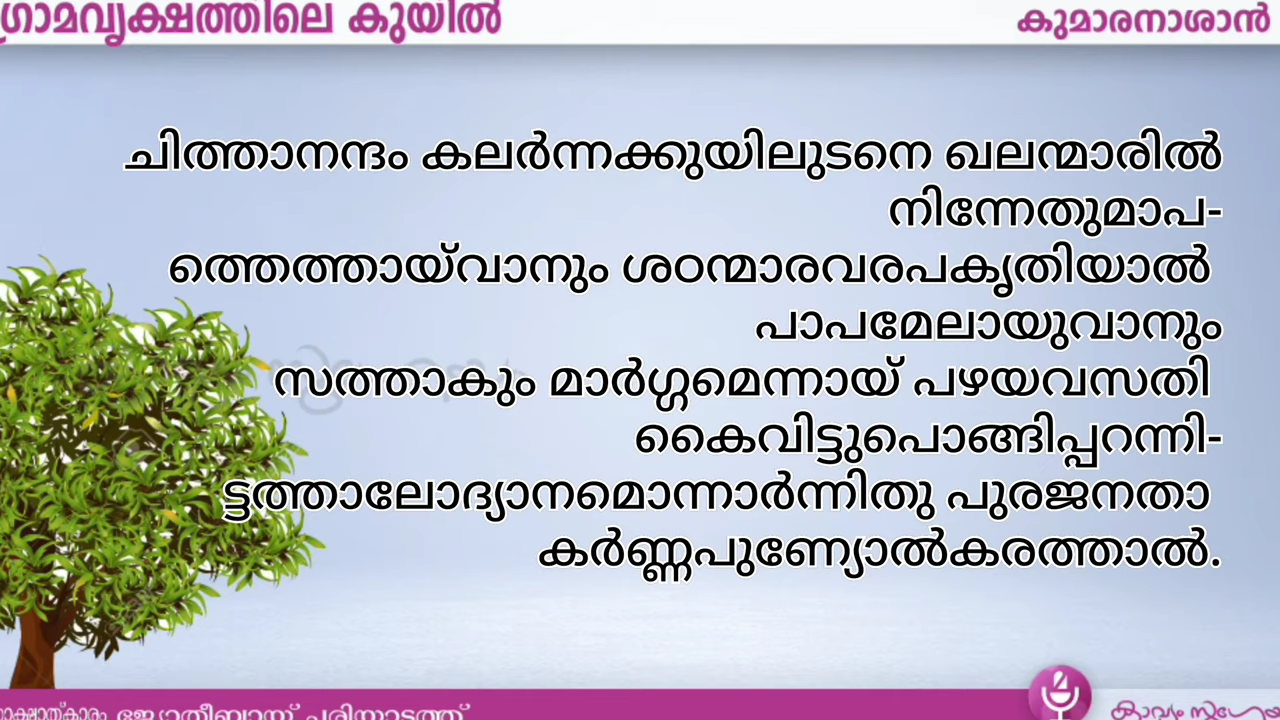 ഗ്രാമവൃക്ഷത്തിലെ കുയിൽ
കുമാരനാശാൻ
ചിത്താനന്ദം കലർന്നക്കുയിലുടനെ ഖലന്മാരിൽ
നിന്നേതുമാപ-
ത്തെത്തായ്‌വാനും ശഠന്മാരവരപകൃതിയാൽ
പാപമേലായുവാനും
സത്താകും മാർഗ്ഗമെന്നായ് പഴയവസതി
കൈവിട്ടുപൊങ്ങിപ്പറന്നി-
ട്ടത്താലോദ്യാനമൊന്നാർന്നിതു പുരജനതാ
കർണ്ണപുണ്യോൽകരത്താൽ.